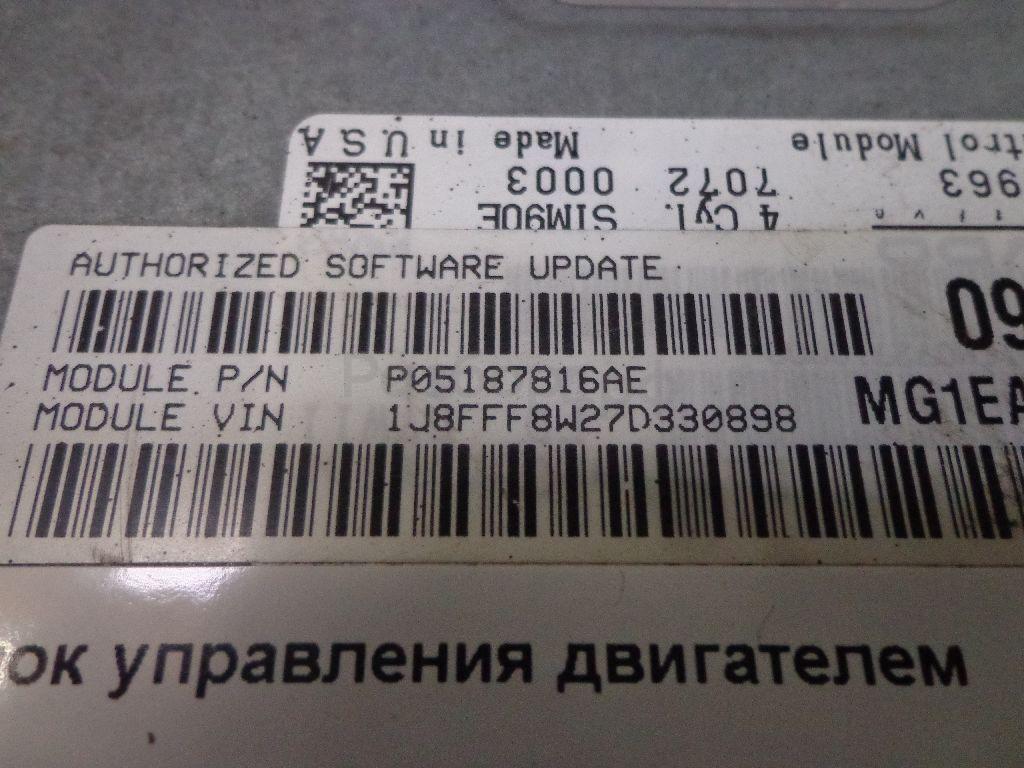 Made in U.S.A
trol Module
0003
7072
963
SIM90E
4 Cyl.
AUTHORIZED SOFTWARE UPDATE
09
MODULE P/N P05187816AE
MODULE VIN 1J8FFF8W27D330898
MG1EA
ок управления двигателем